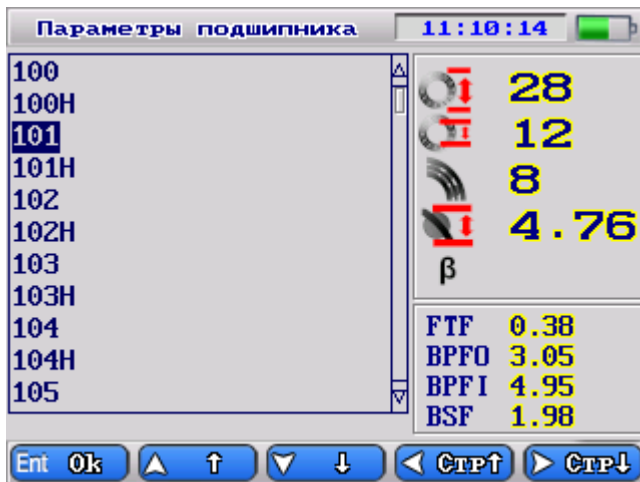 Параметры подшипника 11:10:14
100
100H
101
101H
102
102H
103
103H
104
104H
105
28
12
8
4.76
β
FTF 0.38
BPFO 3.05
BPFI 4.95
BSF 1.98
Ent Ok ↑ ↓ СТР↑ СТР↓